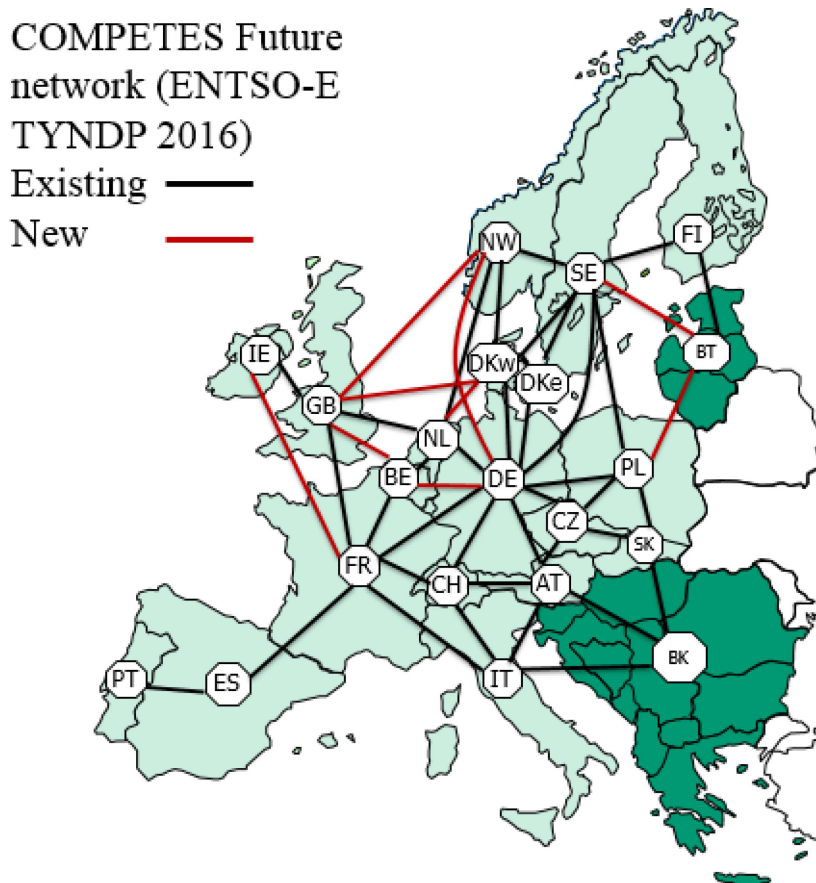 COMPETES Future
network (ENTSO-E
TYNDP 2016)
Existing
New
NW
FI
SE
IE
DKw
BT
DKe
GB
NL
BE
DE
PL
CZ
SK
FR
CH
AT
BK
PT
ES
IT